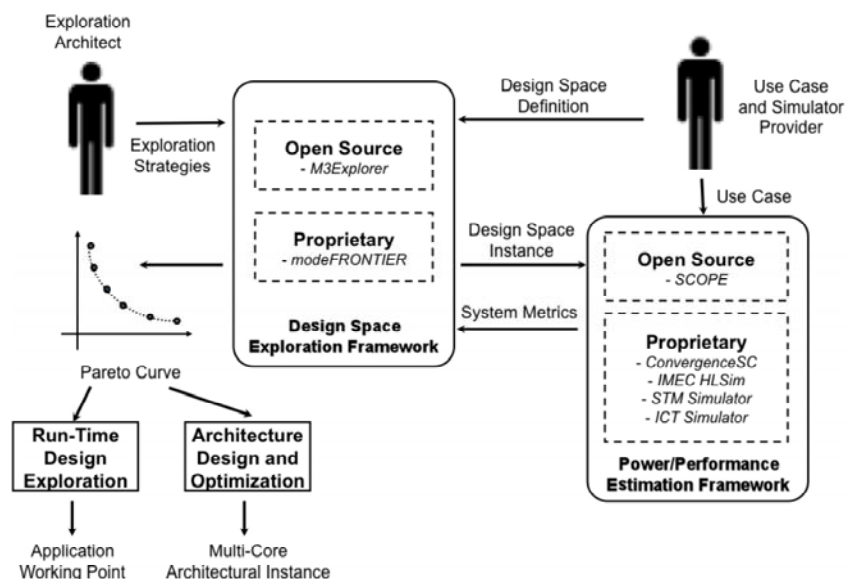 Exploration
Architect
Exploration
Strategies
Open Source
- M3Explorer
Proprietary
- modeFRONTIER
Design Space
Exploration Framework
Design Space
Definition
Use Case
and Simulator
Provider
Use Case
Design Space
Instance
System Metrics
Open Source
- SCOPE
Proprietary
- ConvergenceSC
- IMEC HLSim
- STM Simulator
- ICT Simulator
Power/Performance
Estimation Framework
Pareto Curve
Run-Time
Design
Exploration
Architecture
Design and
Optimization
Application
Working Point
Multi-Core
Architectural Instance